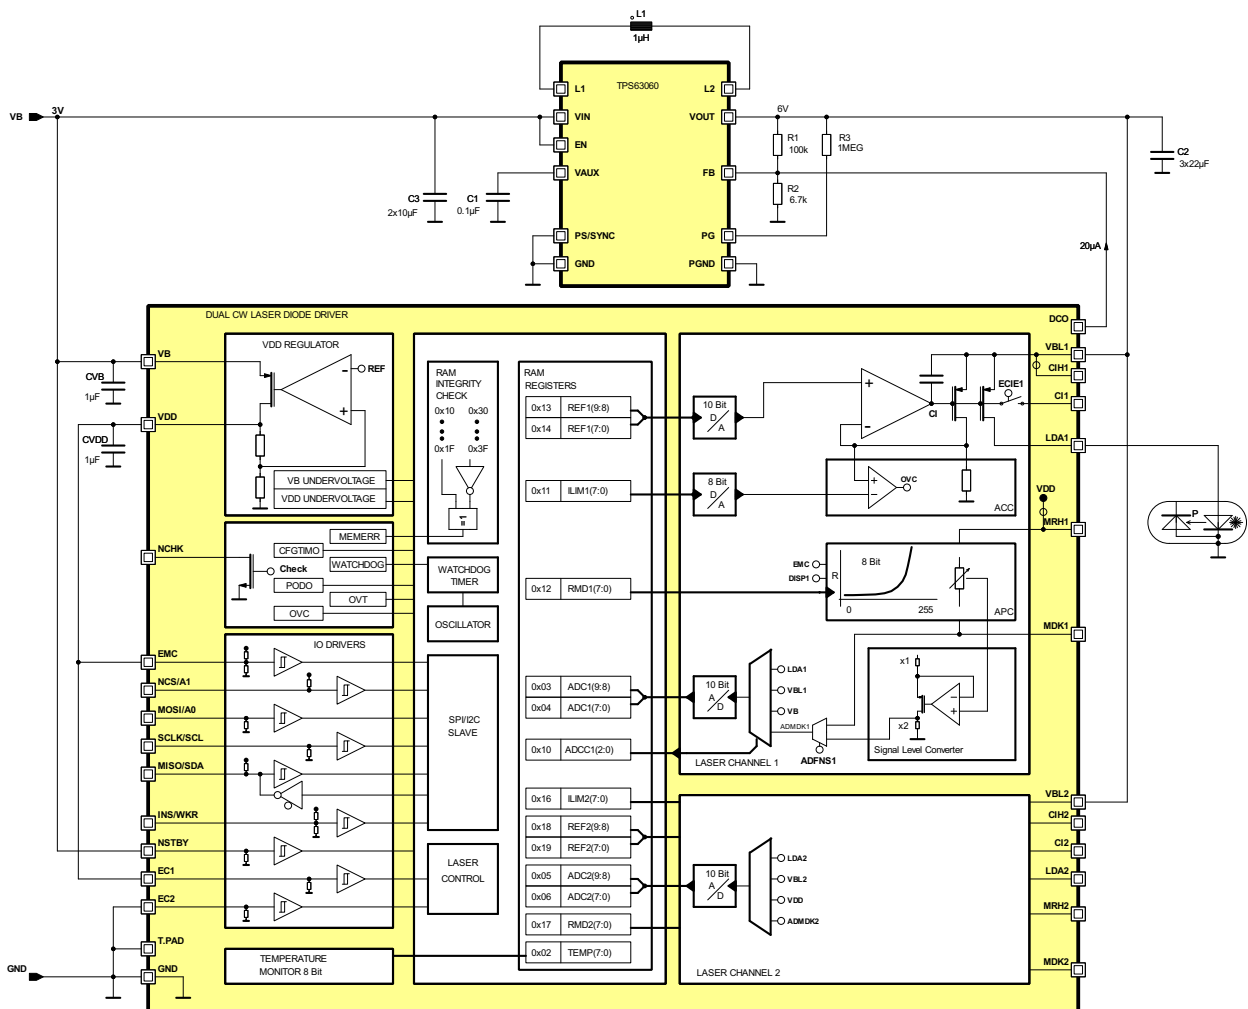 L1
1µH
TPS63060
L1
L2
VB
3V
VIN
VOUT
6V
EN
R1
100k
R3
1MEG
C2
3x22µF
VAUX
FB
C3
2x10µF
C1
0.1µF
R2
6.7k
PS/SYNC
PG
20µA
GND
PGND
DUAL CW LASER DIODE DRIVER
DCO
VB
VDD REGULATOR
REF
CVB
1µF
VDD
CVDD
1µF
VB UNDERVOLTAGE
VDD UNDERVOLTAGE
RAM
INTEGRITY
CHECK
0x10
0x30
0x1F
0x3F
=1
RAM
REGISTERS
0x13 REF1(9:8)
0x14 REF1(7:0)
0x11 ILIM1(7:0)
0x12 RMD1(7:0)
0x03 ADC1(9:8)
0x04 ADC1(7:0)
0x10 ADCC1(2:0)
0x16 ILIM2(7:0)
0x18 REF2(9:8)
0x19 REF2(7:0)
0x05 ADC2(9:8)
0x06 ADC2(7:0)
0x17 RMD2(7:0)
0x02 TEMP(7:0)
NCHK
Check
MEMERR
CFGTIMO
WATCHDOG
PODO
OVT
OVC
WATCHDOG
TIMER
OSCILLATOR
IO DRIVERS
EMC
NCS/A1
MOSI/A0
SCLK/SCL
MISO/SDA
INS/WKR
NSTBY
EC1
EC2
T.PAD
GND
GND
SPI/I2C
SLAVE
LASER
CONTROL
TEMPERATURE
MONITOR 8 Bit
10 Bit
D
A
8 Bit
D
A
+
-
CI
ECIE1
VBL1
CIH1
CI1
LDA1
+
-
OVC
ACC
VDD
MRH1
P
EMC
DISP1
R
8 Bit
0
255
APC
MDK1
10 Bit
A
D
LDA1
VBL1
VB
ADMDK1
ADFNS1
x1
x2
-
+
Signal Level Converter
LASER CHANNEL 1
VBL2
CIH2
CI2
LDA2
MRH2
MDK2
10 Bit
A
D
LDA2
VBL2
VDD
ADMDK2
LASER CHANNEL 2